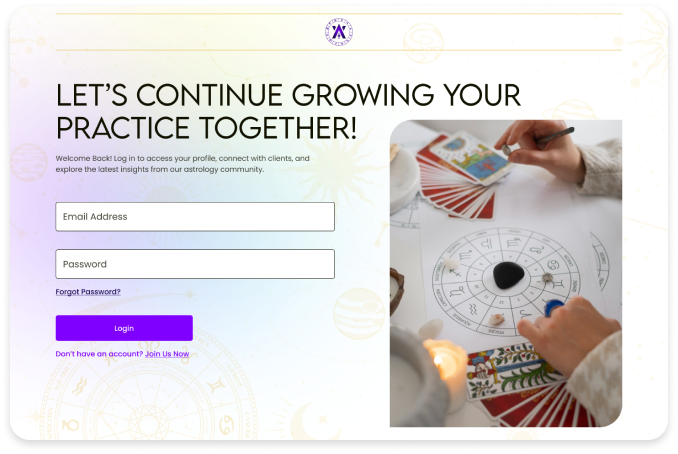 LET'S CONTINUE GROWING YOUR
PRACTICE TOGETHER!
Welcome Back! Log in to access your profile, connect with clients, and
explore the latest insights from our astrology community.
Email Address
Password
Forgot Password?
Login
Don't have an account? Join Us Now